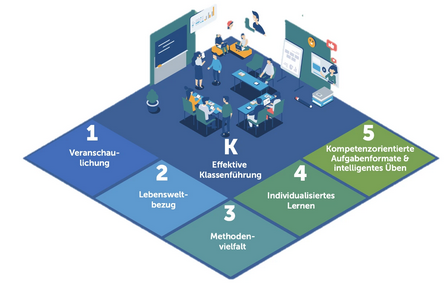 K
Effektive
Klassenführung
1
Veranschau-
lichung
2
Lebenswelt-
bezug
3
Methoden-
vielfalt
4
Individualisiertes
Lernen
5
Kompetenzorientierte
Aufgabenformate &
intelligentes Üben